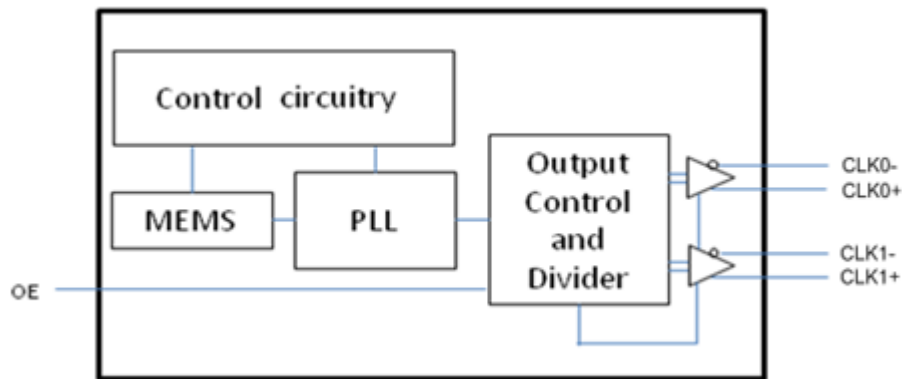 Control circuitry
MEMS
PLL
Output
Control
and
Divider
CLK0-
CLK0+
CLK1-
CLK1+
OE